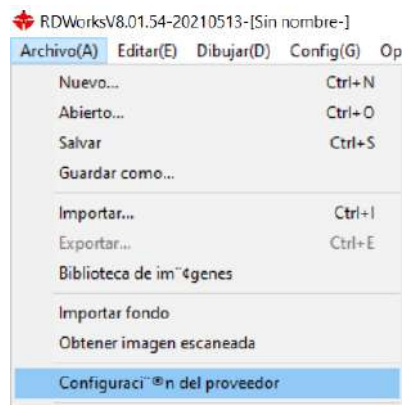 RDWorksV8.01.54-20210513-[Sin nombre-]
Archivo(A) Editar(E) Dibujar(D) Config(G) Op
Nuevo... Ctrl+N
Abierto... Ctrl+O
Salvar Ctrl+S
Guardar como...
Importar... Ctrl+I
Exportar... Ctrl+E
Biblioteca de im¨¢genes
Importar fondo
Obtener imagen escaneada
Configuraci¨®n del proveedor